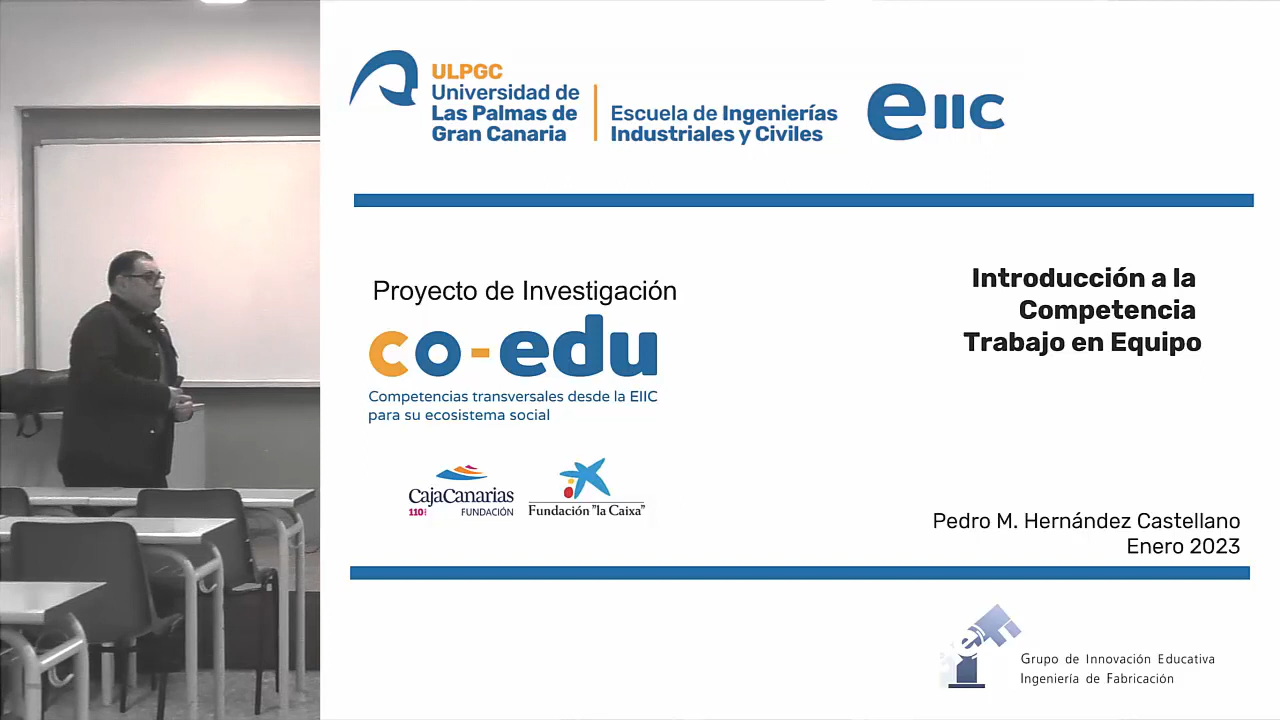 ULPGC
Universidad de
Las Palmas de
Gran Canaria
Escuela de Ingenierías
Industriales y Civiles
eiic
Proyecto de Investigación
co-edu
Competencias transversales desde la EIIC
para su ecosistema social
CajaCanarias
110 FUNDACIÓN
Fundación "la Caixa"
Introducción a la
Competencia
Trabajo en Equipo
Pedro M. Hernández Castellano
Enero 2023
Grupo de Innovación Educativa
Ingeniería de Fabricación